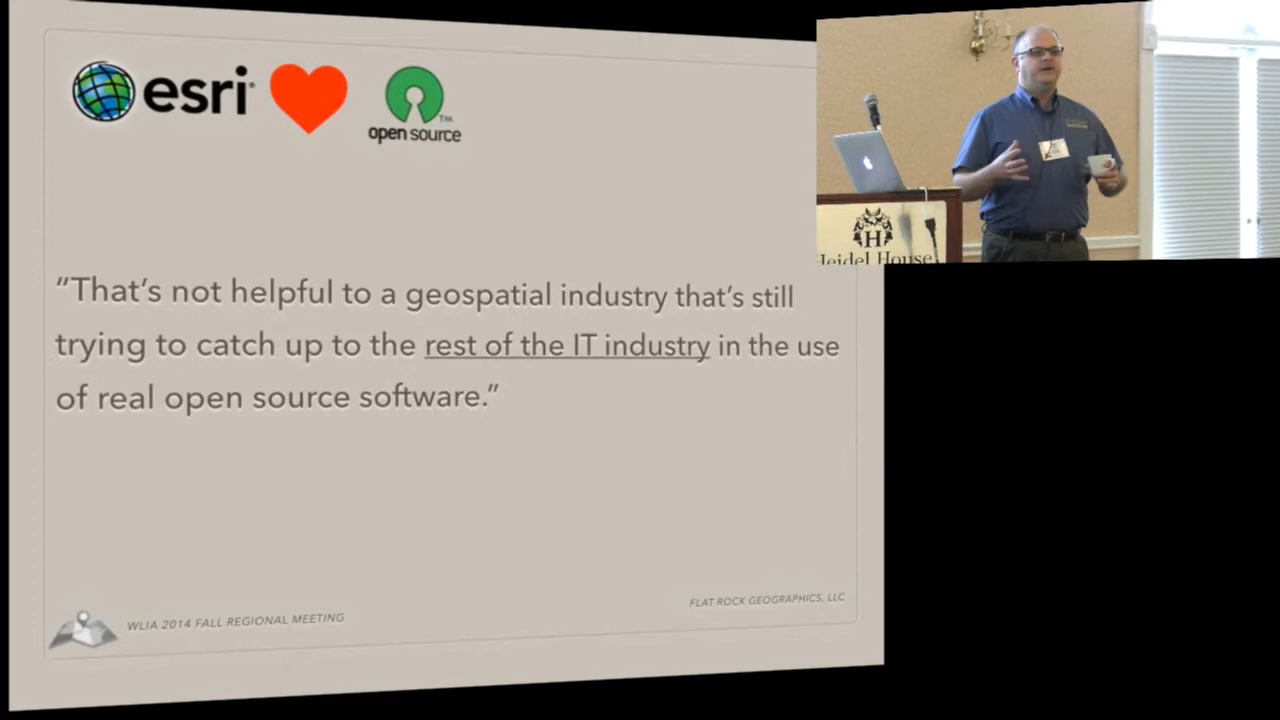 esri
TM
open source
"That's not helpful to a geospatial industry that's still
trying to catch up to the rest of the IT industry in the use
of real open source software."
WLIA 2014 FALL REGIONAL MEETING
FLAT ROCK GEOGRAPHICS, LLC
H
Heidel House